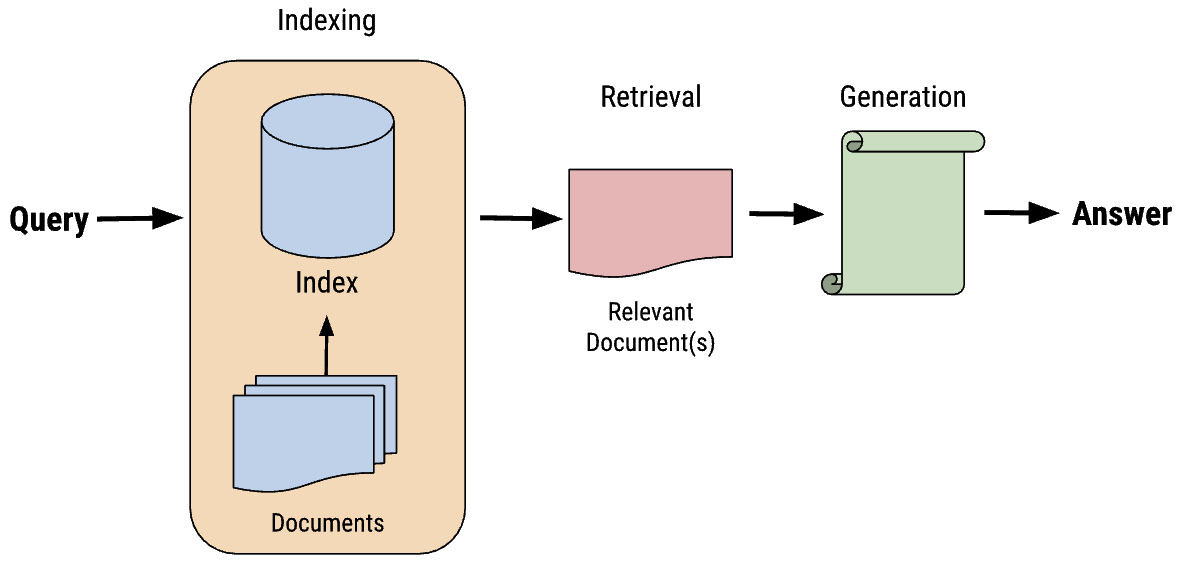 Indexing
Retrieval
Generation
Query
Answer
Index
Relevant
Document(s)
Documents